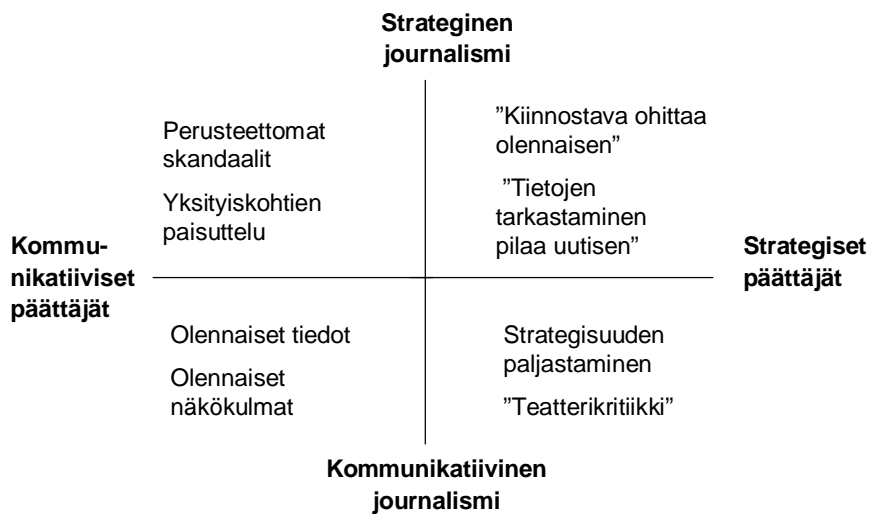 Strateginen
journalismi
Perusteettomat
skandaalit
Yksityiskohtien
paisuttelu
”Kiinnostava ohittaa
olennaisen”
”Tietojen
tarkastaminen
pilaa uutisen”
Kommu-
nikatiiviset
päättäjät
Strategiset
päättäjät
Olennaiset tiedot
Olennaiset
näkökulmat
Strategisuuden
paljastaminen
”Teatterikritiikki”
Kommunikatiivinen
journalismi